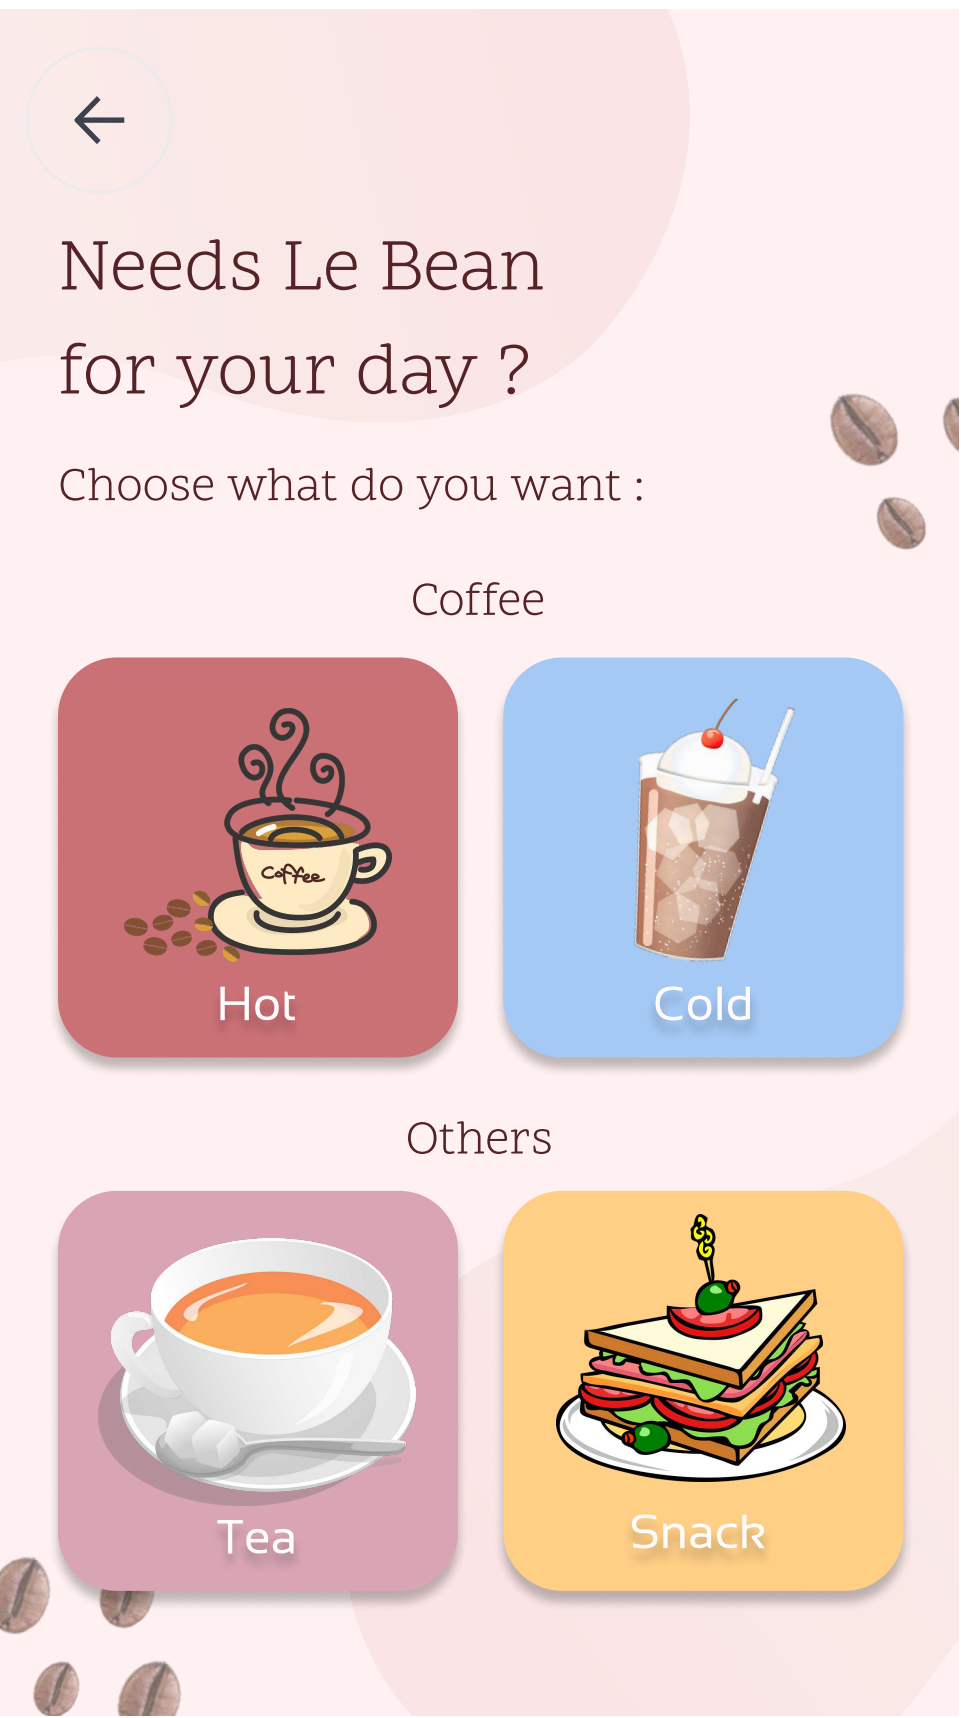 Needs Le Bean
for your day ?
Choose what do you want :
Coffee
Coffee
Hot
Cold
Others
Tea
Snack